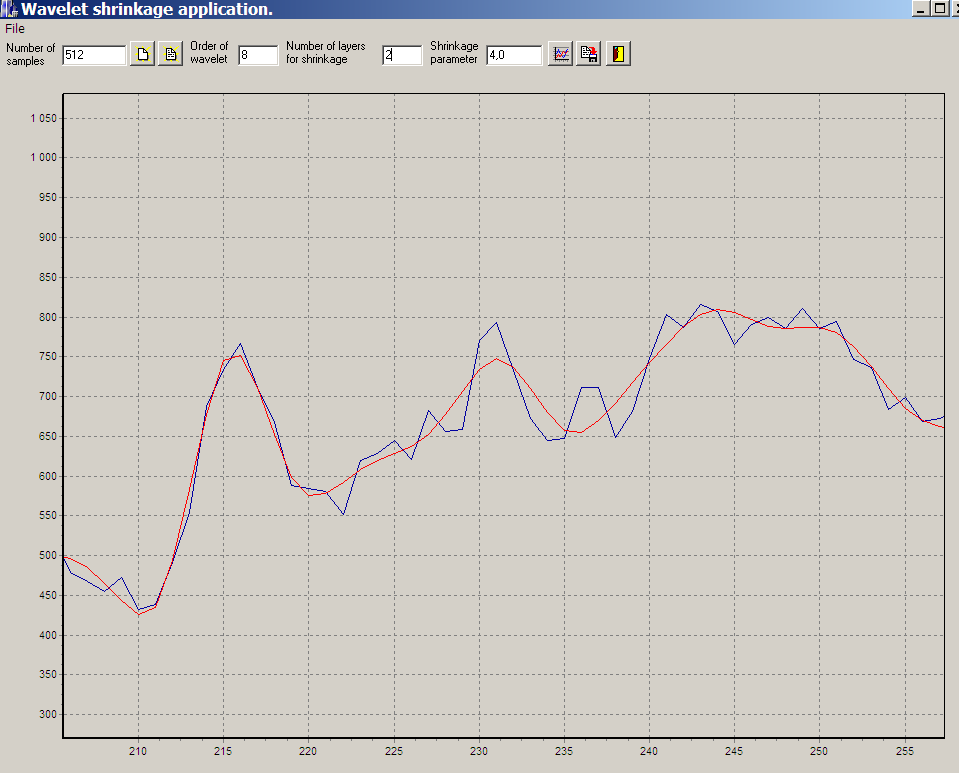 Wavelet shrinkage application.
File
Number of samples 512
Order of wavelet 8
Number of layers for shrinkage 2
Shrinkage parameter 4,0
1 050
1 000
950
900
850
800
750
700
650
600
550
500
450
400
350
300
210 215 220 225 230 235 240 245 250 255